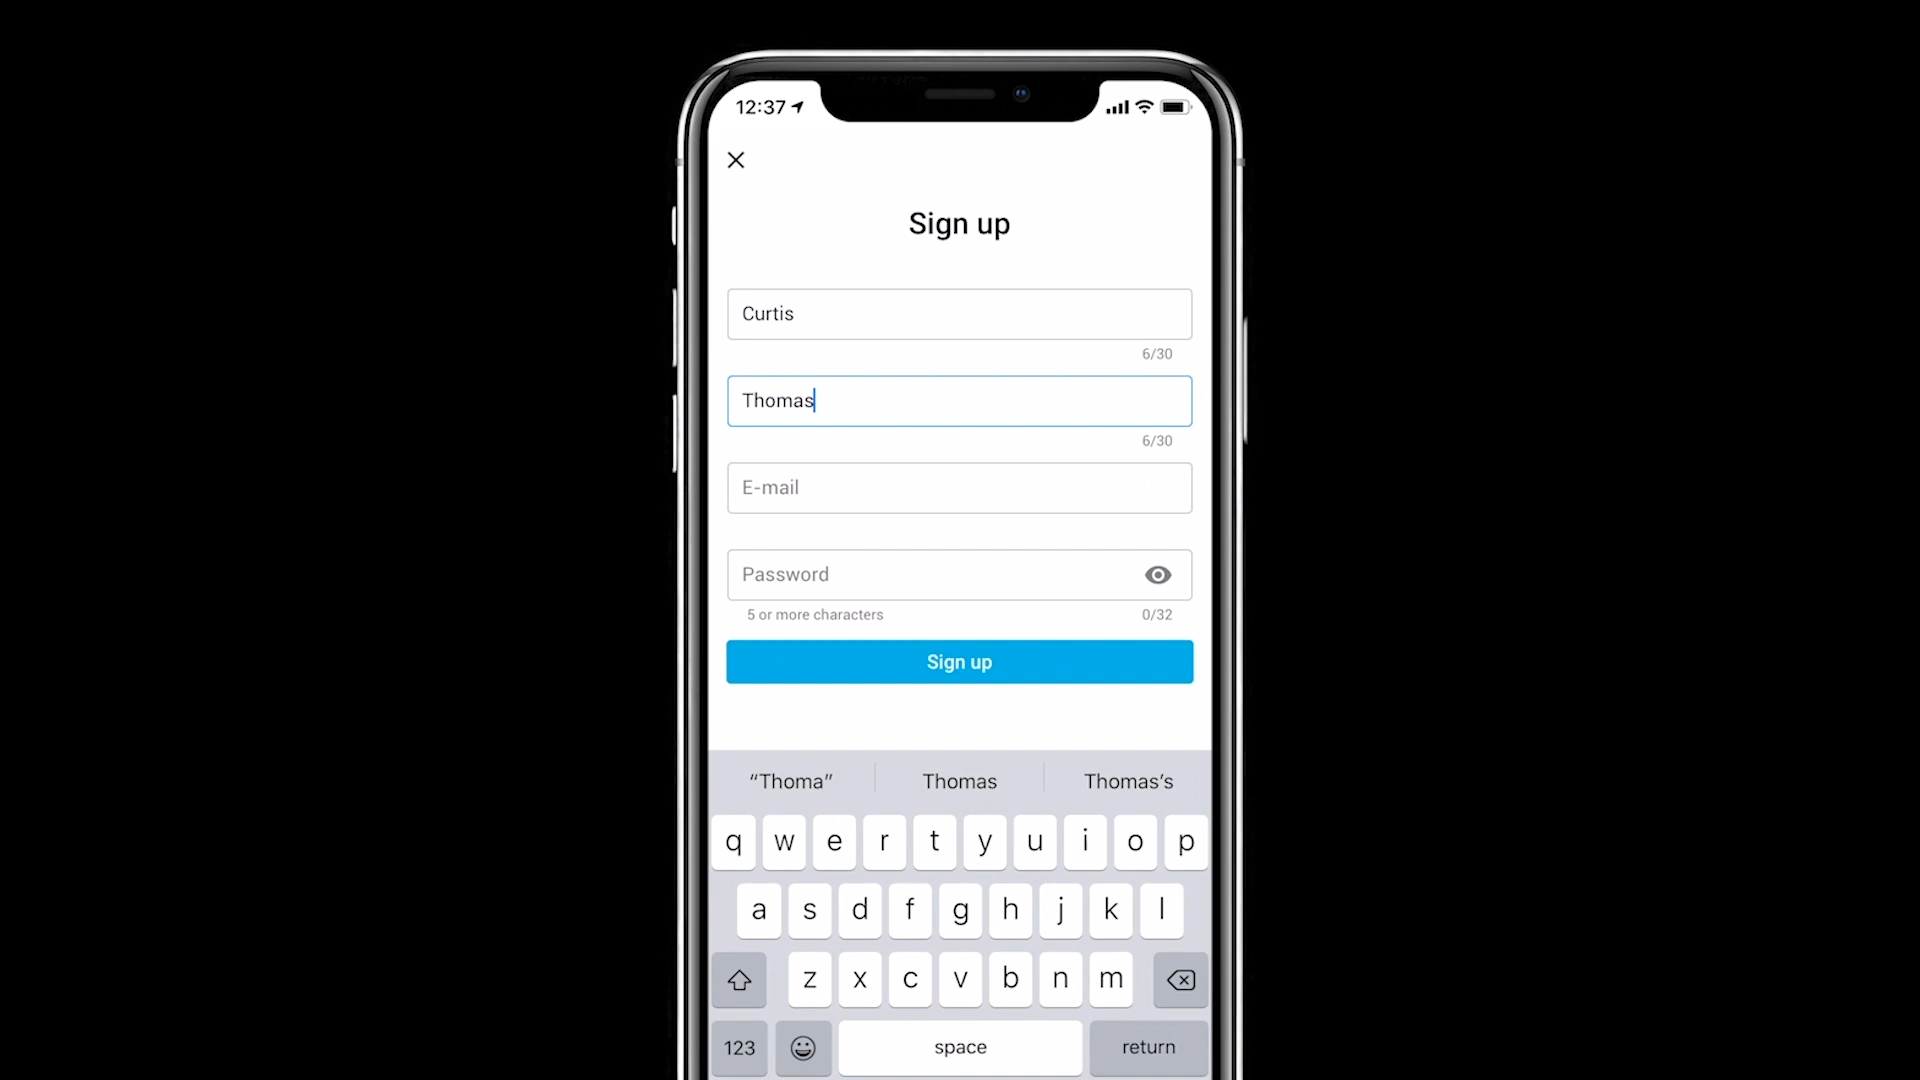 12:37
Sign up
Curtis
6/30
Thomas
6/30
E-mail
Password
5 or more characters 0/32
Sign up
“Thoma” Thomas Thomas’s
q w e r t y u i o p
a s d f g h j k l
z x c v b n m
123 space return